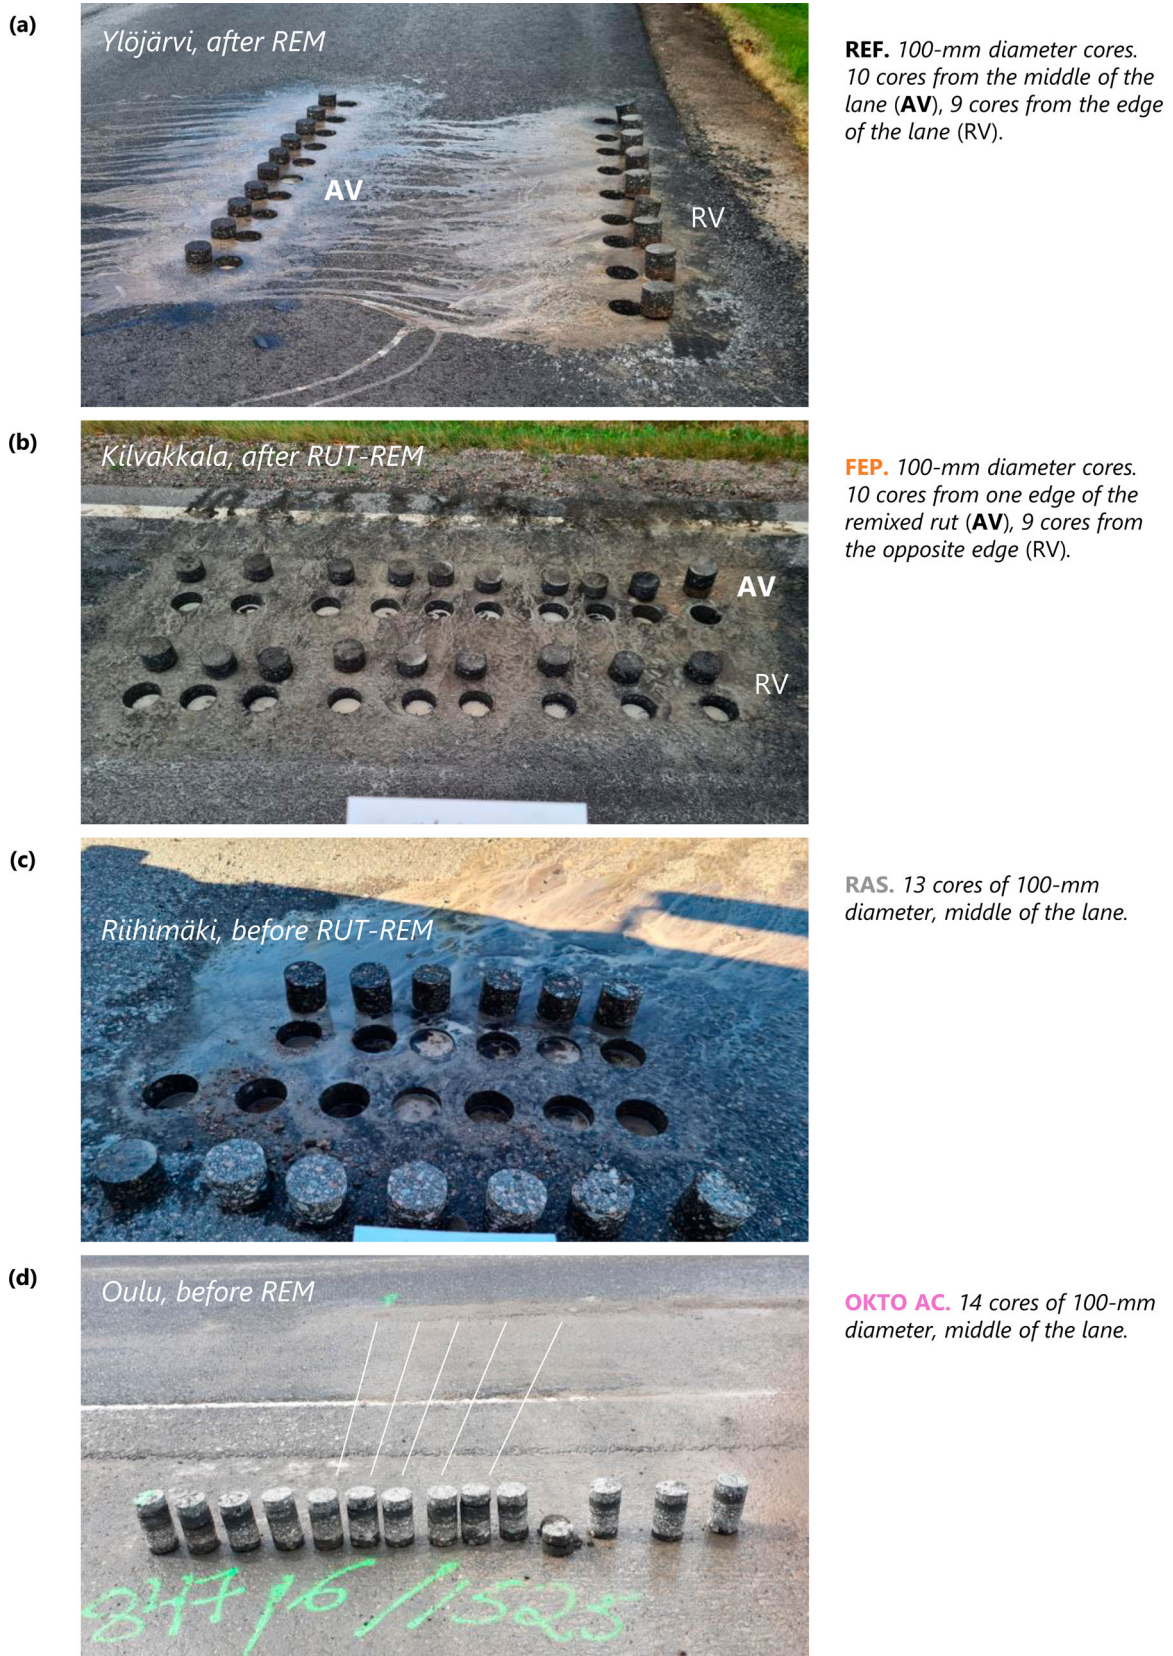 (a)
Ylöjärvi, after REM
AV
RV
REF. 100-mm diameter cores.
10 cores from the middle of the
lane (AV), 9 cores from the edge
of the lane (RV).
(b)
Kilvakkala, after RUT-REM
AV
RV
FEP. 100-mm diameter cores.
10 cores from one edge of the
remixed rut (AV), 9 cores from
the opposite edge (RV).
(c)
Riihimäki, before RUT-REM
RAS. 13 cores of 100-mm
diameter, middle of the lane.
(d)
Oulu, before REM
847/6/1525
OKTO AC. 14 cores of 100-mm
diameter, middle of the lane.